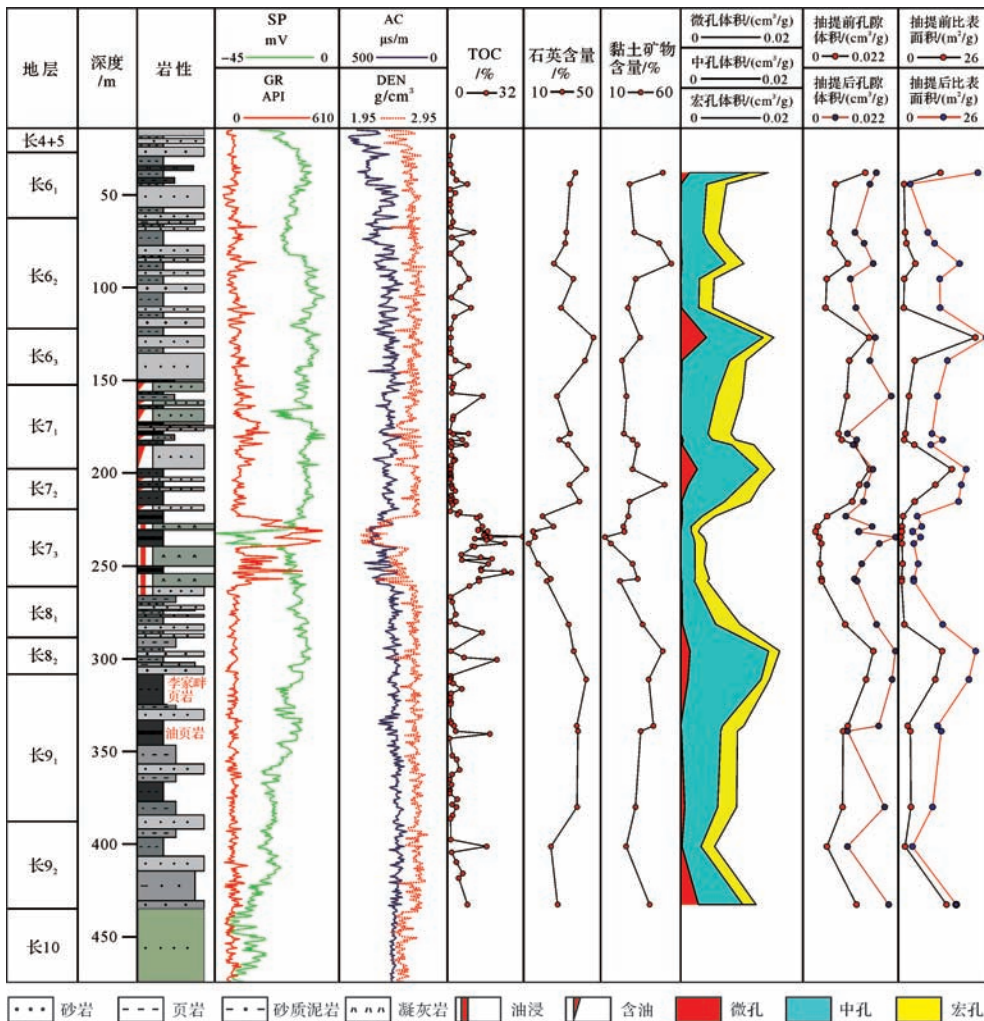 地层
深度
/m
岩性
SP
mV
−45 0
GR
API
0 610
AC
μs/m
500 0
DEN
g/cm³
1.95 2.95
TOC
/%
0 32
石英含量
/%
10 50
黏土矿物
含量/%
10 60
微孔体积/(cm³/g)
0 0.02
中孔体积/(cm³/g)
0 0.02
宏孔体积/(cm³/g)
0 0.02
抽提前孔隙
体积/(cm³/g)
0 0.022
抽提后孔隙
体积/(cm³/g)
0 0.022
抽提前比表
面积/(m²/g)
0 26
抽提后比表
面积/(m²/g)
0 26
长4+5
长6₁
长6₂
长6₃
长7₁
长7₂
长7₃
长8₁
长8₂
长9₁
长9₂
长10
50
100
150
200
250
300
350
400
450
李家畔
页岩
油页岩
砂岩 页岩 砂质泥岩 凝灰岩 油浸 含油 微孔 中孔 宏孔